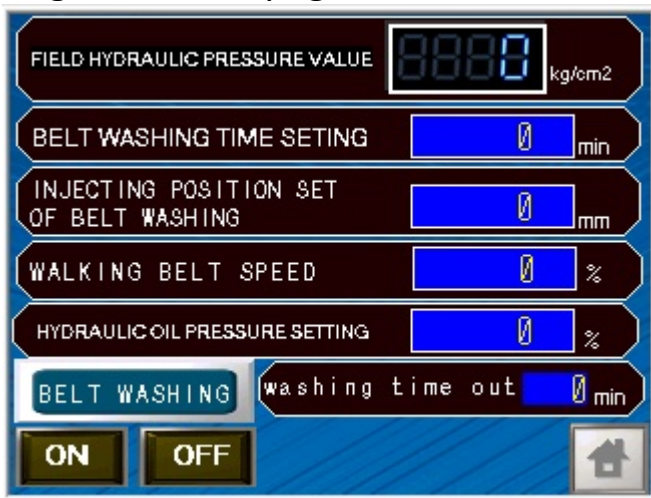 FIELD HYDRAULIC PRESSURE VALUE 0 kg/cm2
BELT WASHING TIME SETING 0 min
INJECTING POSITION SET
OF BELT WASHING 0 mm
WALKING BELT SPEED 0 %
HYDRAULIC OIL PRESSURE SETTING 0 %
BELT WASHING washing time out 0 min
ON OFF